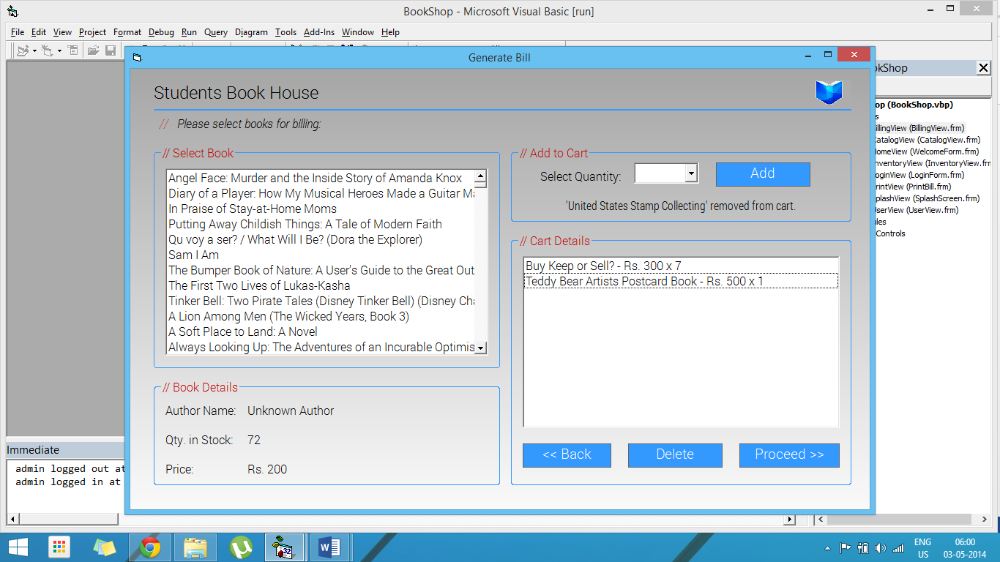 BookShop - Microsoft Visual Basic [run]
File Edit View Project Format Debug Run Query Diagram Tools Add-Ins Window Help
Generate Bill
Students Book House
// Please select books for billing:
// Select Book
Angel Face: Murder and the Inside Story of Amanda Knox
Diary of a Player: How My Musical Heroes Made a Guitar
In Praise of Stay-at-Home Moms
Putting Away Childish Things: A Tale of Modern Faith
Qu voy a ser? / What Will I Be? (Dora the Explorer)
Sam I Am
The Bumper Book of Nature: A User's Guide to the Great Out
The First Two Lives of Lukas-Kasha
Tinker Bell: Two Pirate Tales (Disney Tinker Bell) (Disney Cha
A Lion Among Men (The Wicked Years, Book 3)
A Soft Place to Land: A Novel
Always Looking Up: The Adventures of an Incurable Optimis
// Book Details
Author Name: Unknown Author
Qty. in Stock: 72
Price: Rs. 200
// Add to Cart
Select Quantity:
Add
'United States Stamp Collecting' removed from cart.
// Cart Details
Buy Keep or Sell? - Rs. 300 x 7
Teddy Bear Artists Postcard Book - Rs. 500 x 1
<< Back
Delete
Proceed >>
okShop
op (BookShop.vbp)
s
illingView (BillingView.frm)
CatalogView (CatalogView.frm)
omeView (WelcomeForm.frm)
nventoryView (InventoryView.frm
oginView (LoginForm.frm)
rintView (PrintBill.frm)
plashView (SplashScreen.frm)
serView (UserView.frm)
ules
Controls
Immediate
admin logged out at
admin logged in at
32
W
ENG
US
06:00
03-05-2014